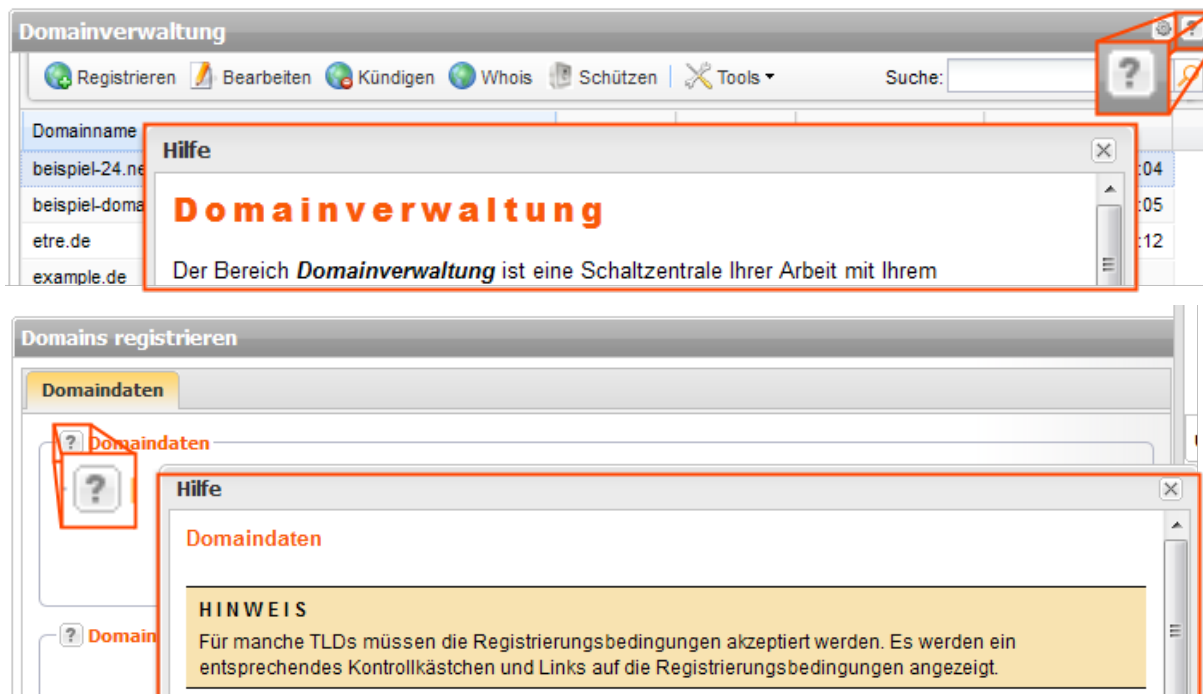 Domainverwaltung
Registrieren Bearbeiten Kündigen Whois Schützen Tools Suche:
?
Domainname
Hilfe
beispiel-24.ne :04
Domainverwaltung
beispiel-doma :05
etre.de :12
Der Bereich Domainverwaltung ist eine Schaltzentrale Ihrer Arbeit mit Ihrem
example.de
Domains registrieren
Domaindaten
? Domaindaten
?
Hilfe
Domaindaten
HINWEIS
? Domain
Für manche TLDs müssen die Registrierungsbedingungen akzeptiert werden. Es werden ein
entsprechendes Kontrollkästchen und Links auf die Registrierungsbedingungen angezeigt.